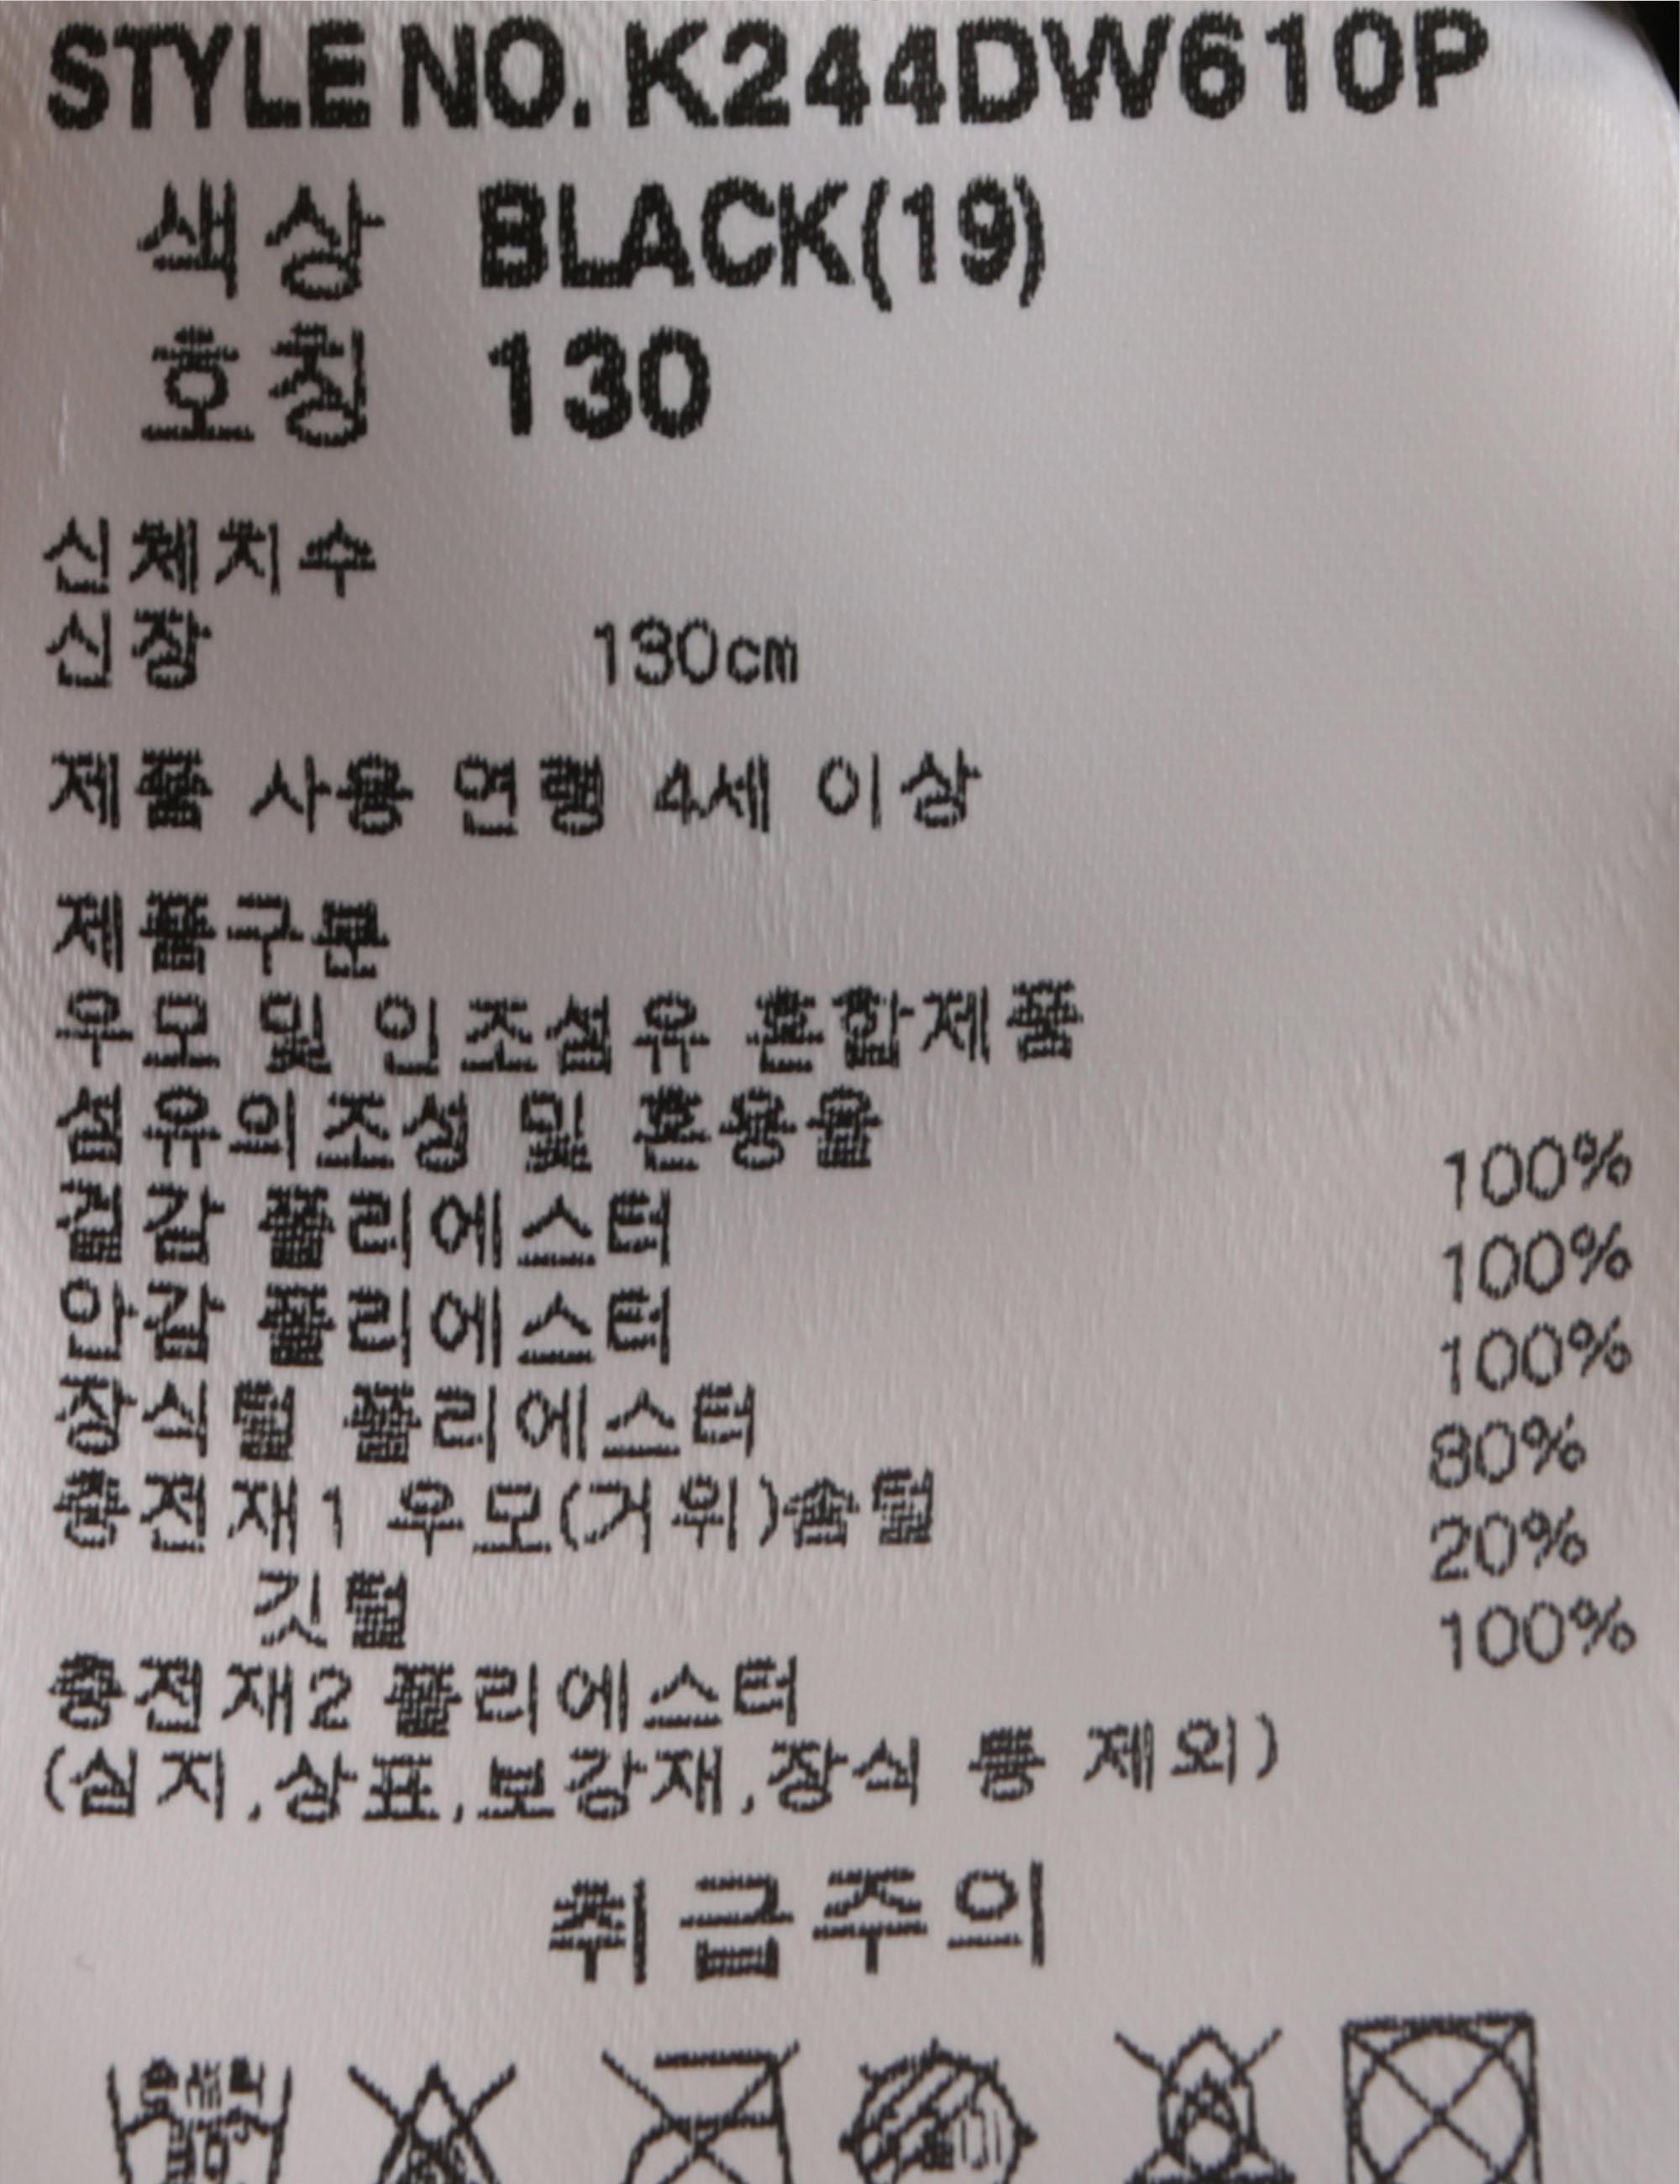 STYLE NO. K244DW610P
색상 BLACK(19)
호칭 130
신체치수
신장 130cm
제품 사용 연령 4세 이상
제품구분
우모 및 인조섬유 혼합제품
섬유의조성 및 혼용율
겉감 폴리에스터 100%
안감 폴리에스터 100%
장식털 폴리에스터 100%
충전재1 우모(거위)솜털 80%
깃털 20%
충전재2 폴리에스터 100%
(심지,상표,보강재,장식 등 제외)
취급주의